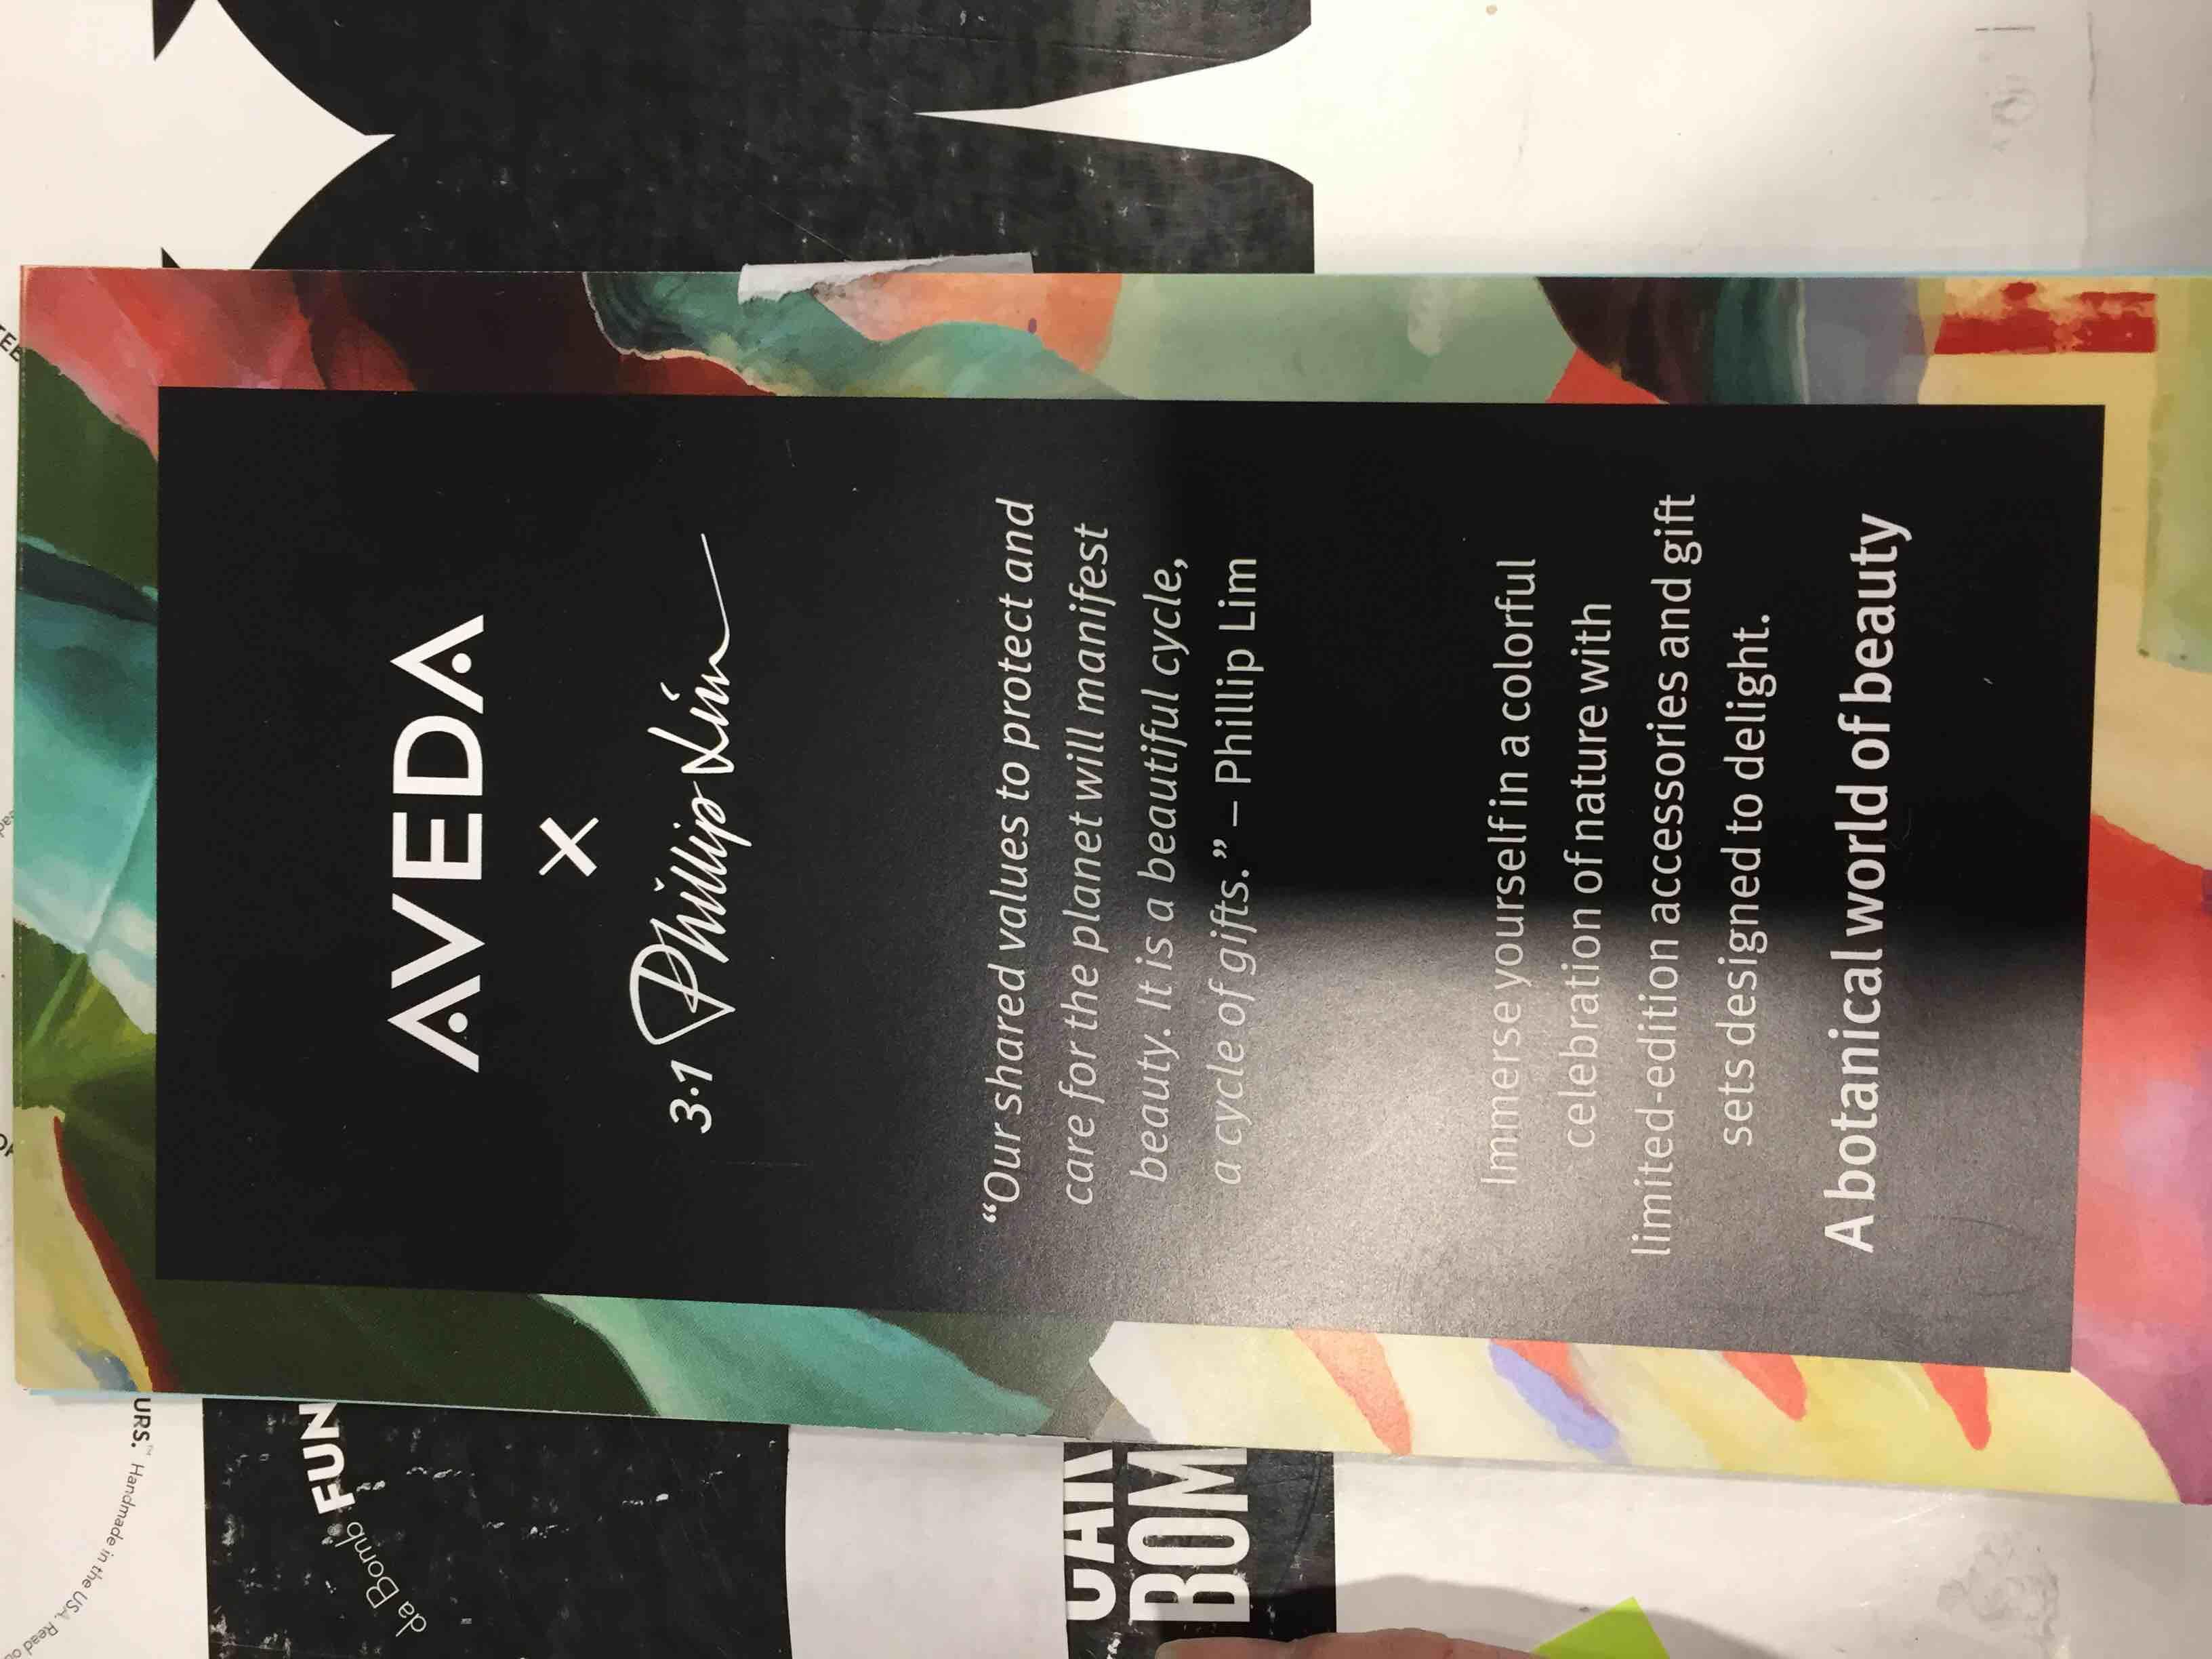 AVEDA
×
3.1 Phillip Lim
“Our shared values to protect and
care for the planet will manifest
beauty. It is a beautiful cycle,
a cycle of gifts.” – Phillip Lim
Immerse yourself in a colorful
celebration of nature with
limited-edition accessories and gift
sets designed to delight.
A botanical world of beauty
URS.™ Handmade in the USA. Read
da Bomb FUN
BOM